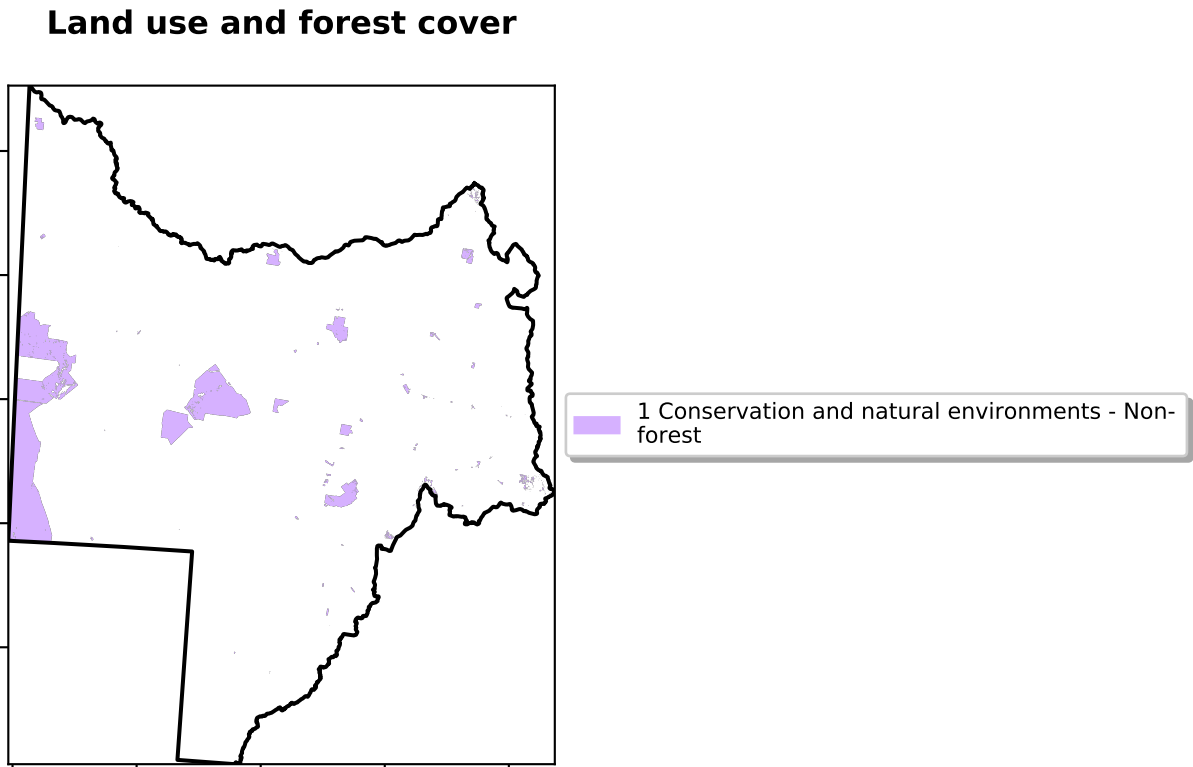 Land use and forest cover
1 Conservation and natural environments - Non-
forest